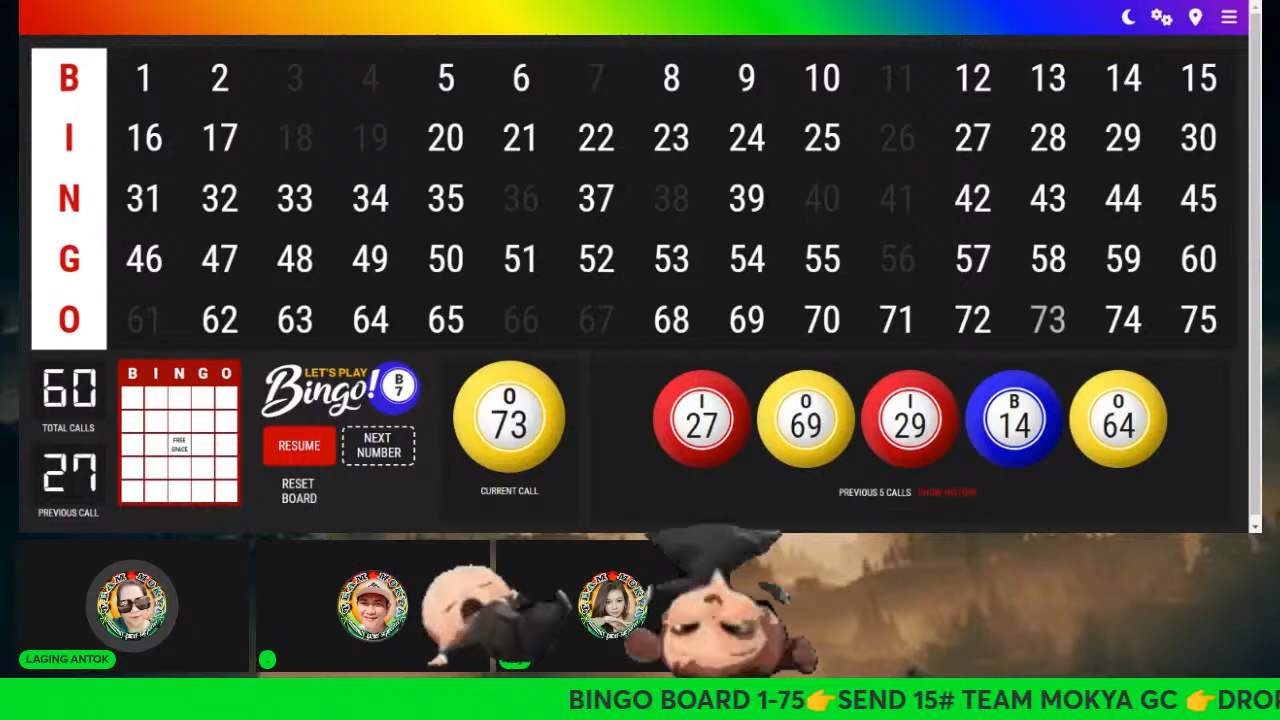 B 1 2 3 4 5 6 7 8 9 10 11 12 13 14 15
I 16 17 18 19 20 21 22 23 24 25 26 27 28 29 30
N 31 32 33 34 35 36 37 38 39 40 41 42 43 44 45
G 46 47 48 49 50 51 52 53 54 55 56 57 58 59 60
O 61 62 63 64 65 66 67 68 69 70 71 72 73 74 75
60
TOTAL CALLS
27
PREVIOUS CALL
B I N G O
FREE
SPACE
LET'S PLAY
Bingo!
B
7
RESUME
NEXT
NUMBER
RESET
BOARD
O
73
CURRENT CALL
I
27
O
69
I
29
B
14
O
64
PREVIOUS 5 CALLS SHOW HISTORY
TEAM MOKYA
TEAM MOKYA
TEAM MOKYA
LAGING ANTOK
.
BINGO BOARD 1-75👉SEND 15# TEAM MOKYA GC 👉DRO